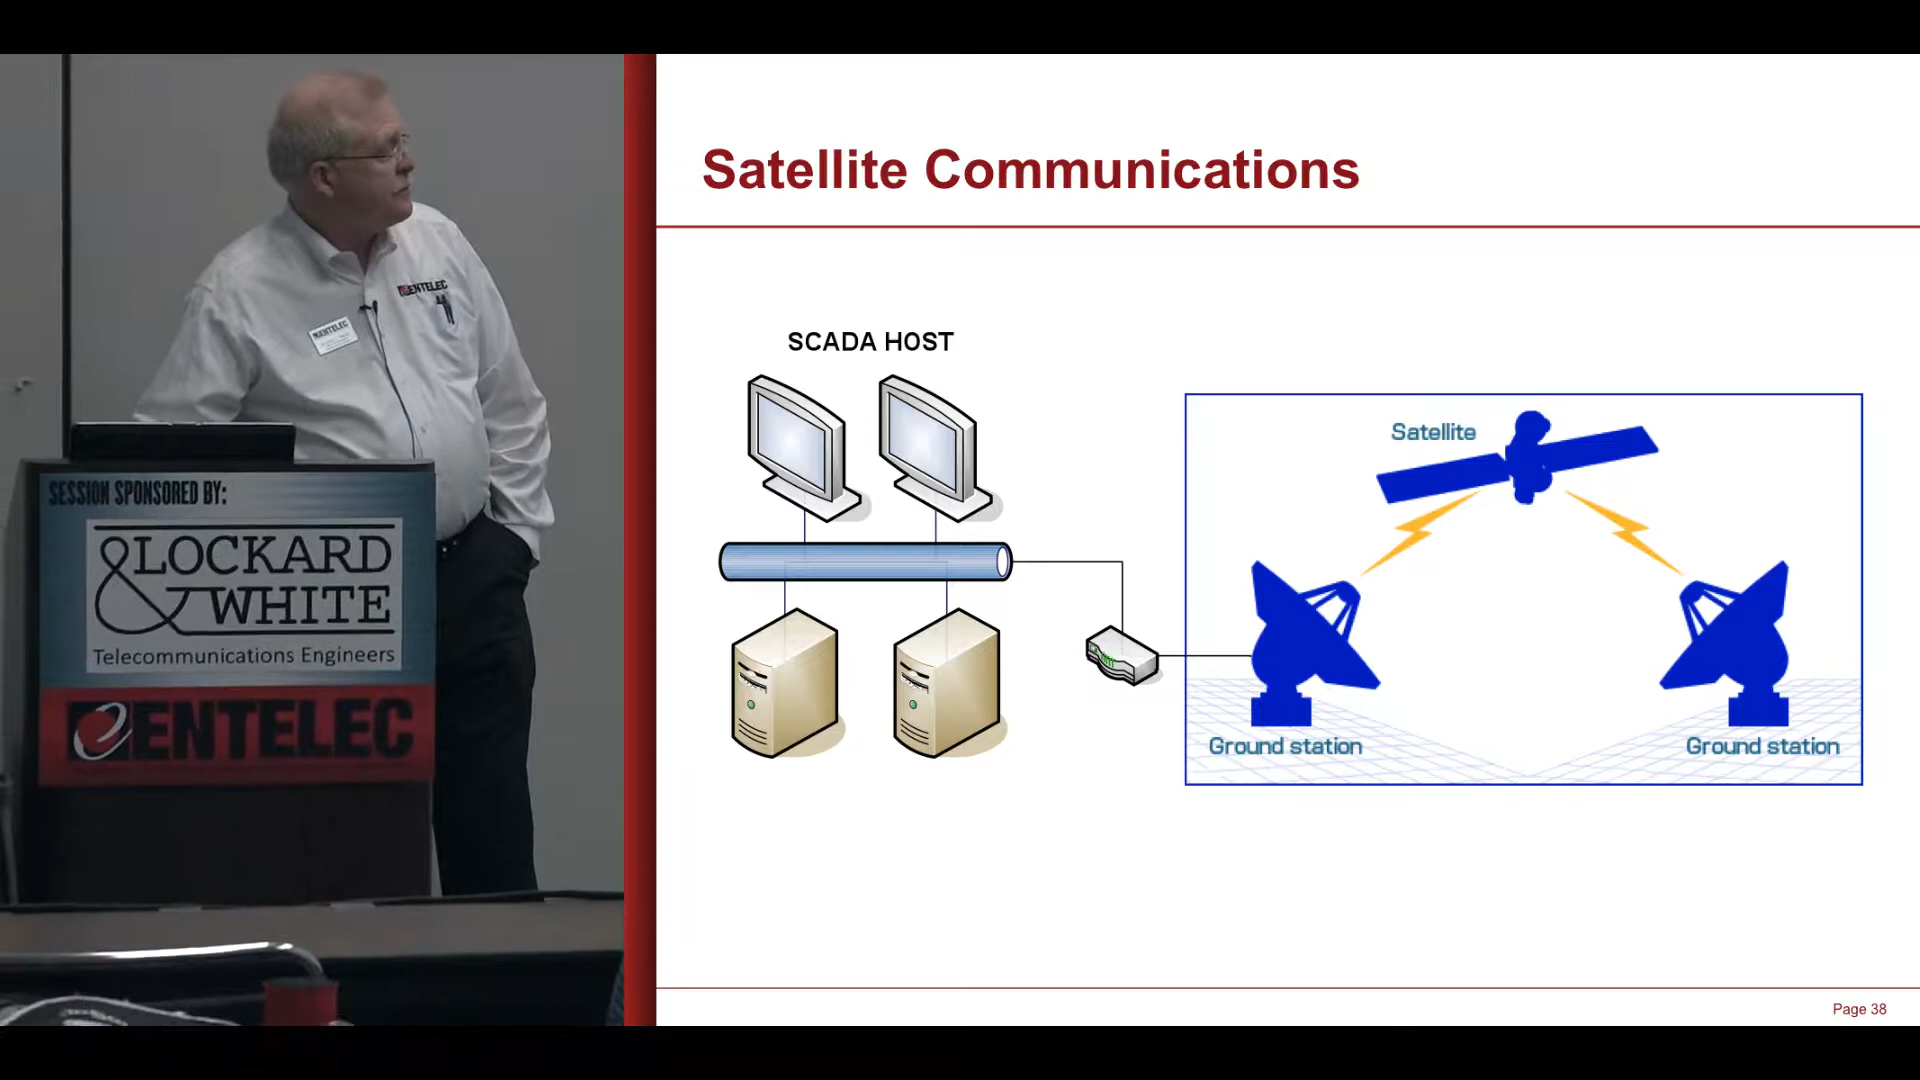 ENTELEC
ENTELEC
SESSION SPONSORED BY:
LOCKARD
& WHITE
Telecommunications Engineers
ENTELEC
Satellite Communications
SCADA HOST
Satellite
Ground station
Ground station
Page 38